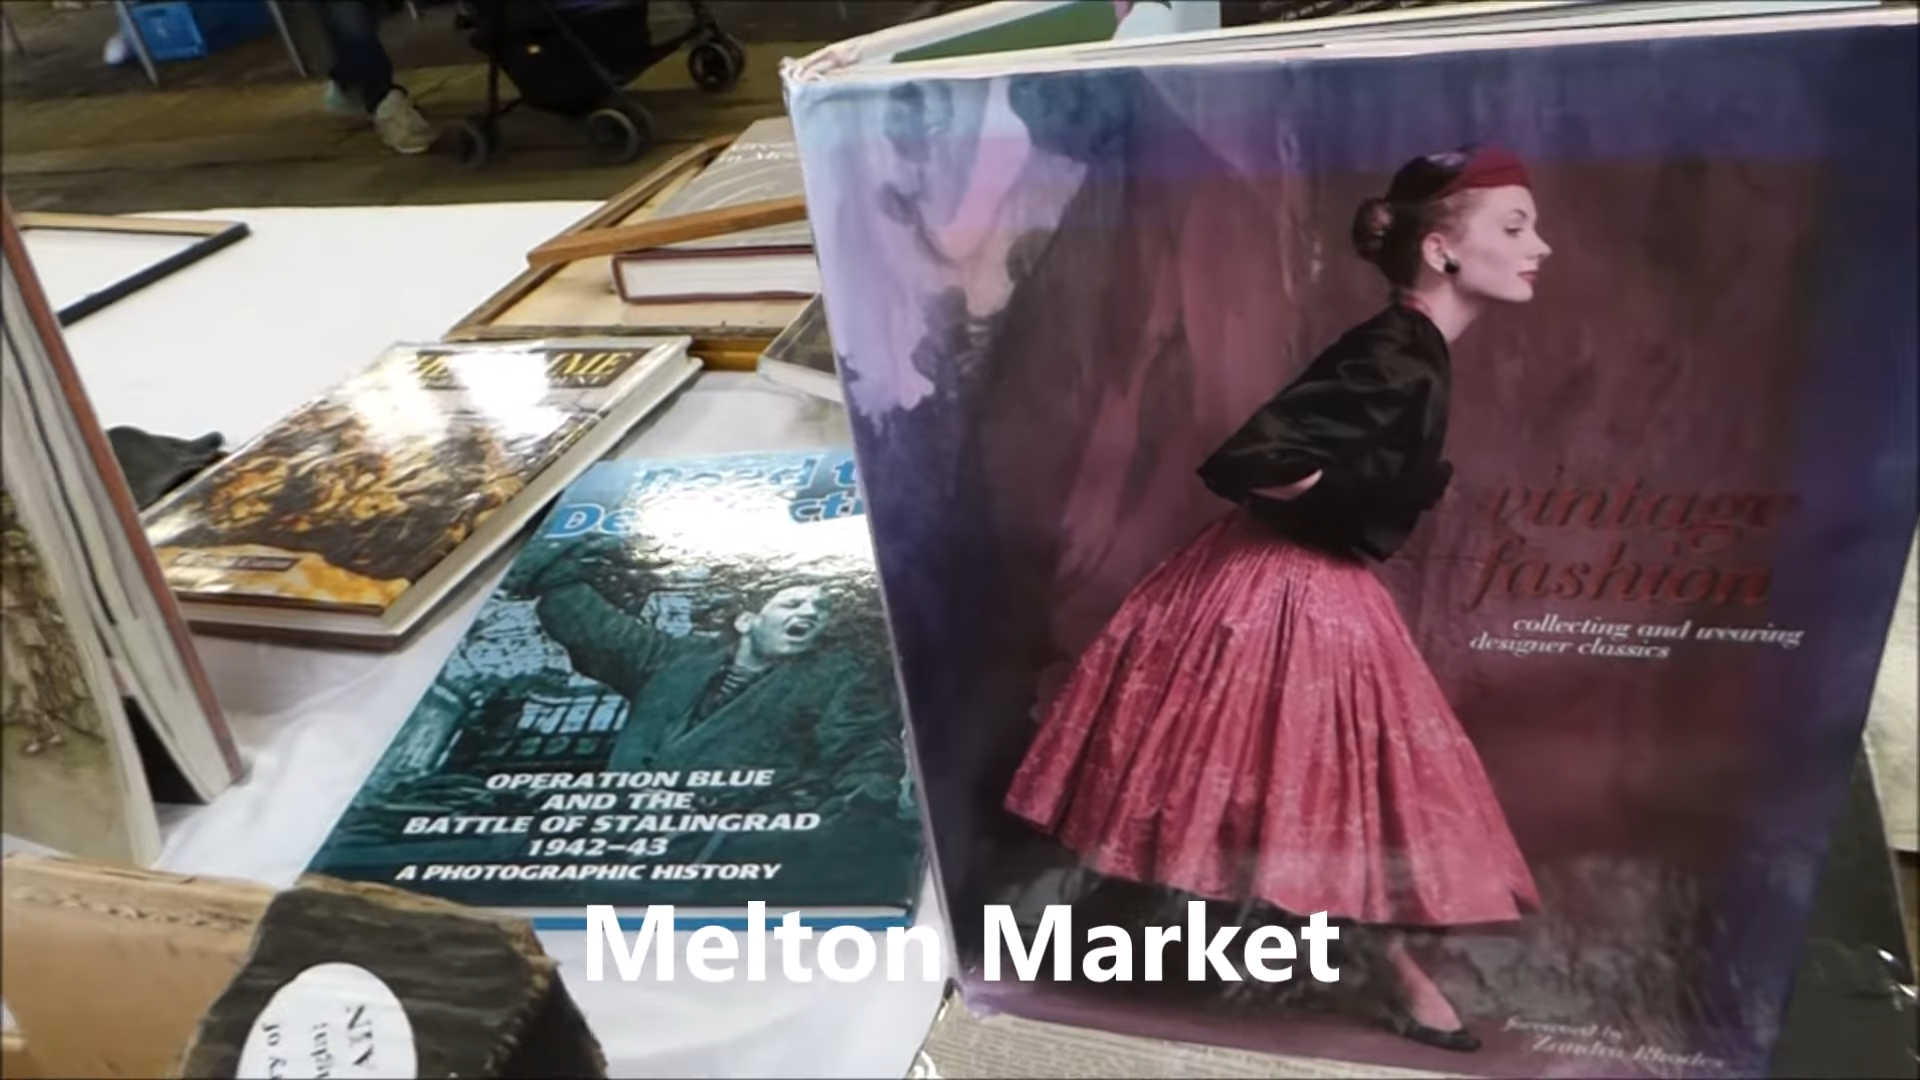 vintage
fashion
collecting and wearing
designer classics
foreword by
Zandra Rhodes
OPERATION BLUE
AND THE
BATTLE OF STALINGRAD
1942–43
A PHOTOGRAPHIC HISTORY
Melton Market